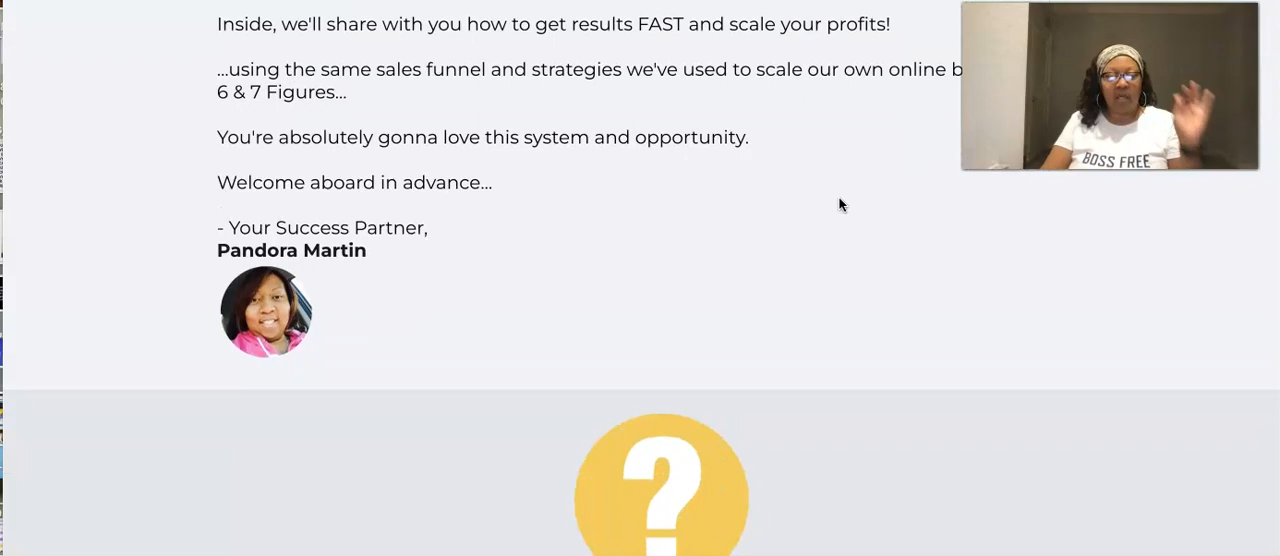 Inside, we'll share with you how to get results FAST and scale your profits!
...using the same sales funnel and strategies we've used to scale our own online b
6 & 7 Figures...
You're absolutely gonna love this system and opportunity.
Welcome aboard in advance...
- Your Success Partner,
Pandora Martin
BOSS FREE
?